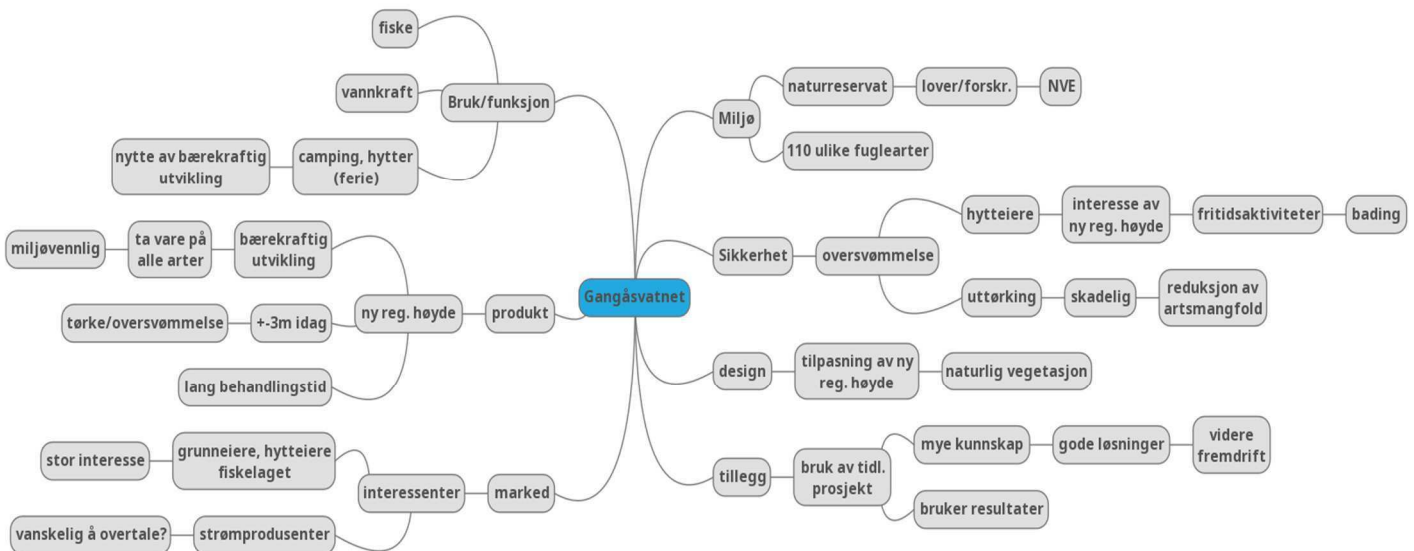 fiske
vannkraft
Bruk/funksjon
nytte av bærekraftig
utvikling
camping, hytter
(ferie)
miljøvennlig
ta vare på
alle arter
bærekraftig
utvikling
tørke/oversvømmelse
+-3m idag
ny reg. høyde
produkt
lang behandlingstid
stor interesse
grunneiere, hytteiere
fiskelaget
interessenter
marked
vanskelig å overtale?
strømprodusenter
Gangåsvatnet
Miljø
naturreservat
lover/forskr.
NVE
110 ulike fuglearter
Sikkerhet
oversvømmelse
hytteiere
interesse av
ny reg. høyde
fritidsaktiviteter
bading
uttørking
skadelig
reduksjon av
artsmangfold
design
tilpasning av ny
reg. høyde
naturlig vegetasjon
tillegg
bruk av tidl.
prosjekt
mye kunnskap
gode løsninger
videre
fremdrift
bruker resultater